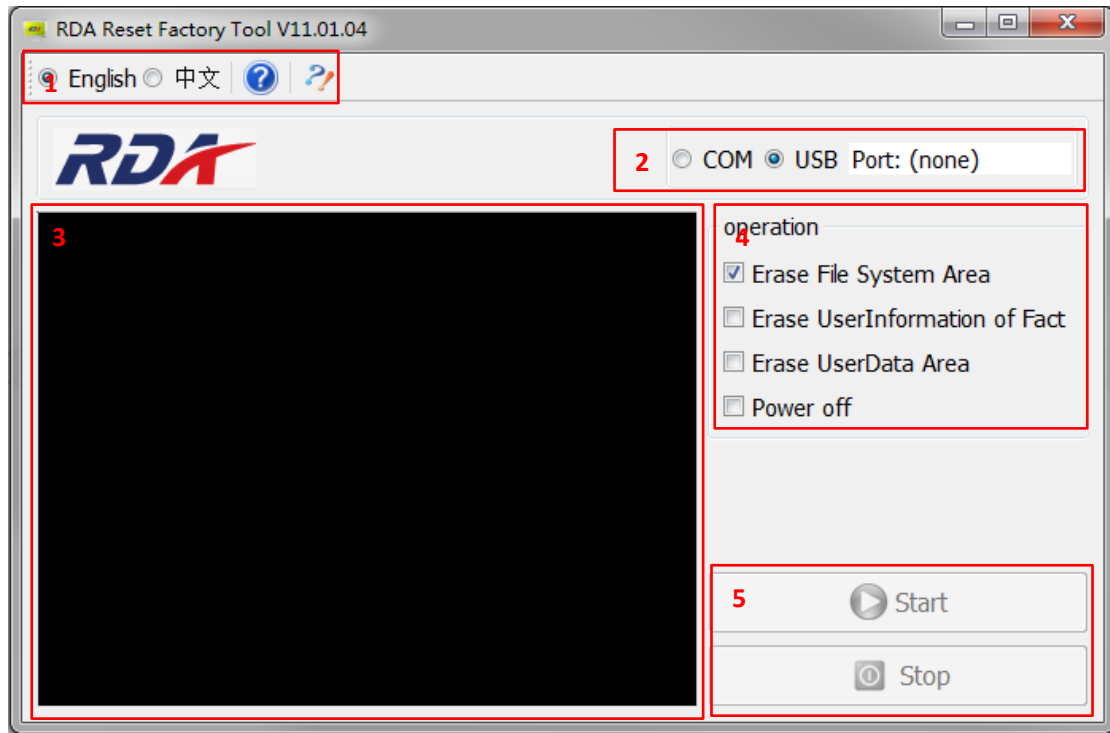 RDA Reset Factory Tool V11.01.04
1 English 中文
RDA
2 COM USB Port: (none)
3
operation
4
Erase File System Area
Erase UserInformation of Fact
Erase UserData Area
Power off
5 Start
Stop